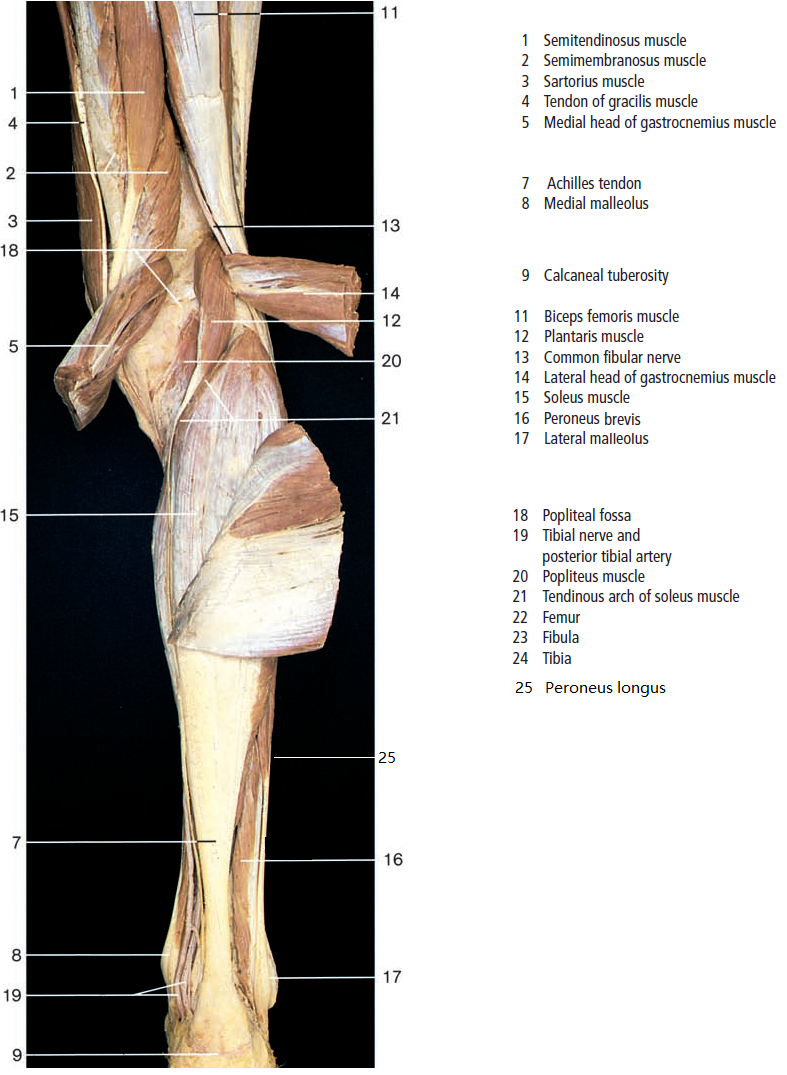 11
1
4
2
3
13
18
14
12
5
20
21
15
25
7
16
8
17
19
9
1 Semitendinosus muscle
2 Semimembranosus muscle
3 Sartorius muscle
4 Tendon of gracilis muscle
5 Medial head of gastrocnemius muscle
7 Achilles tendon
8 Medial malleolus
9 Calcaneal tuberosity
11 Biceps femoris muscle
12 Plantaris muscle
13 Common fibular nerve
14 Lateral head of gastrocnemius muscle
15 Soleus muscle
16 Peroneus brevis
17 Lateral malleolus
18 Popliteal fossa
19 Tibial nerve and
posterior tibial artery
20 Popliteus muscle
21 Tendinous arch of soleus muscle
22 Femur
23 Fibula
24 Tibia
25 Peroneus longus